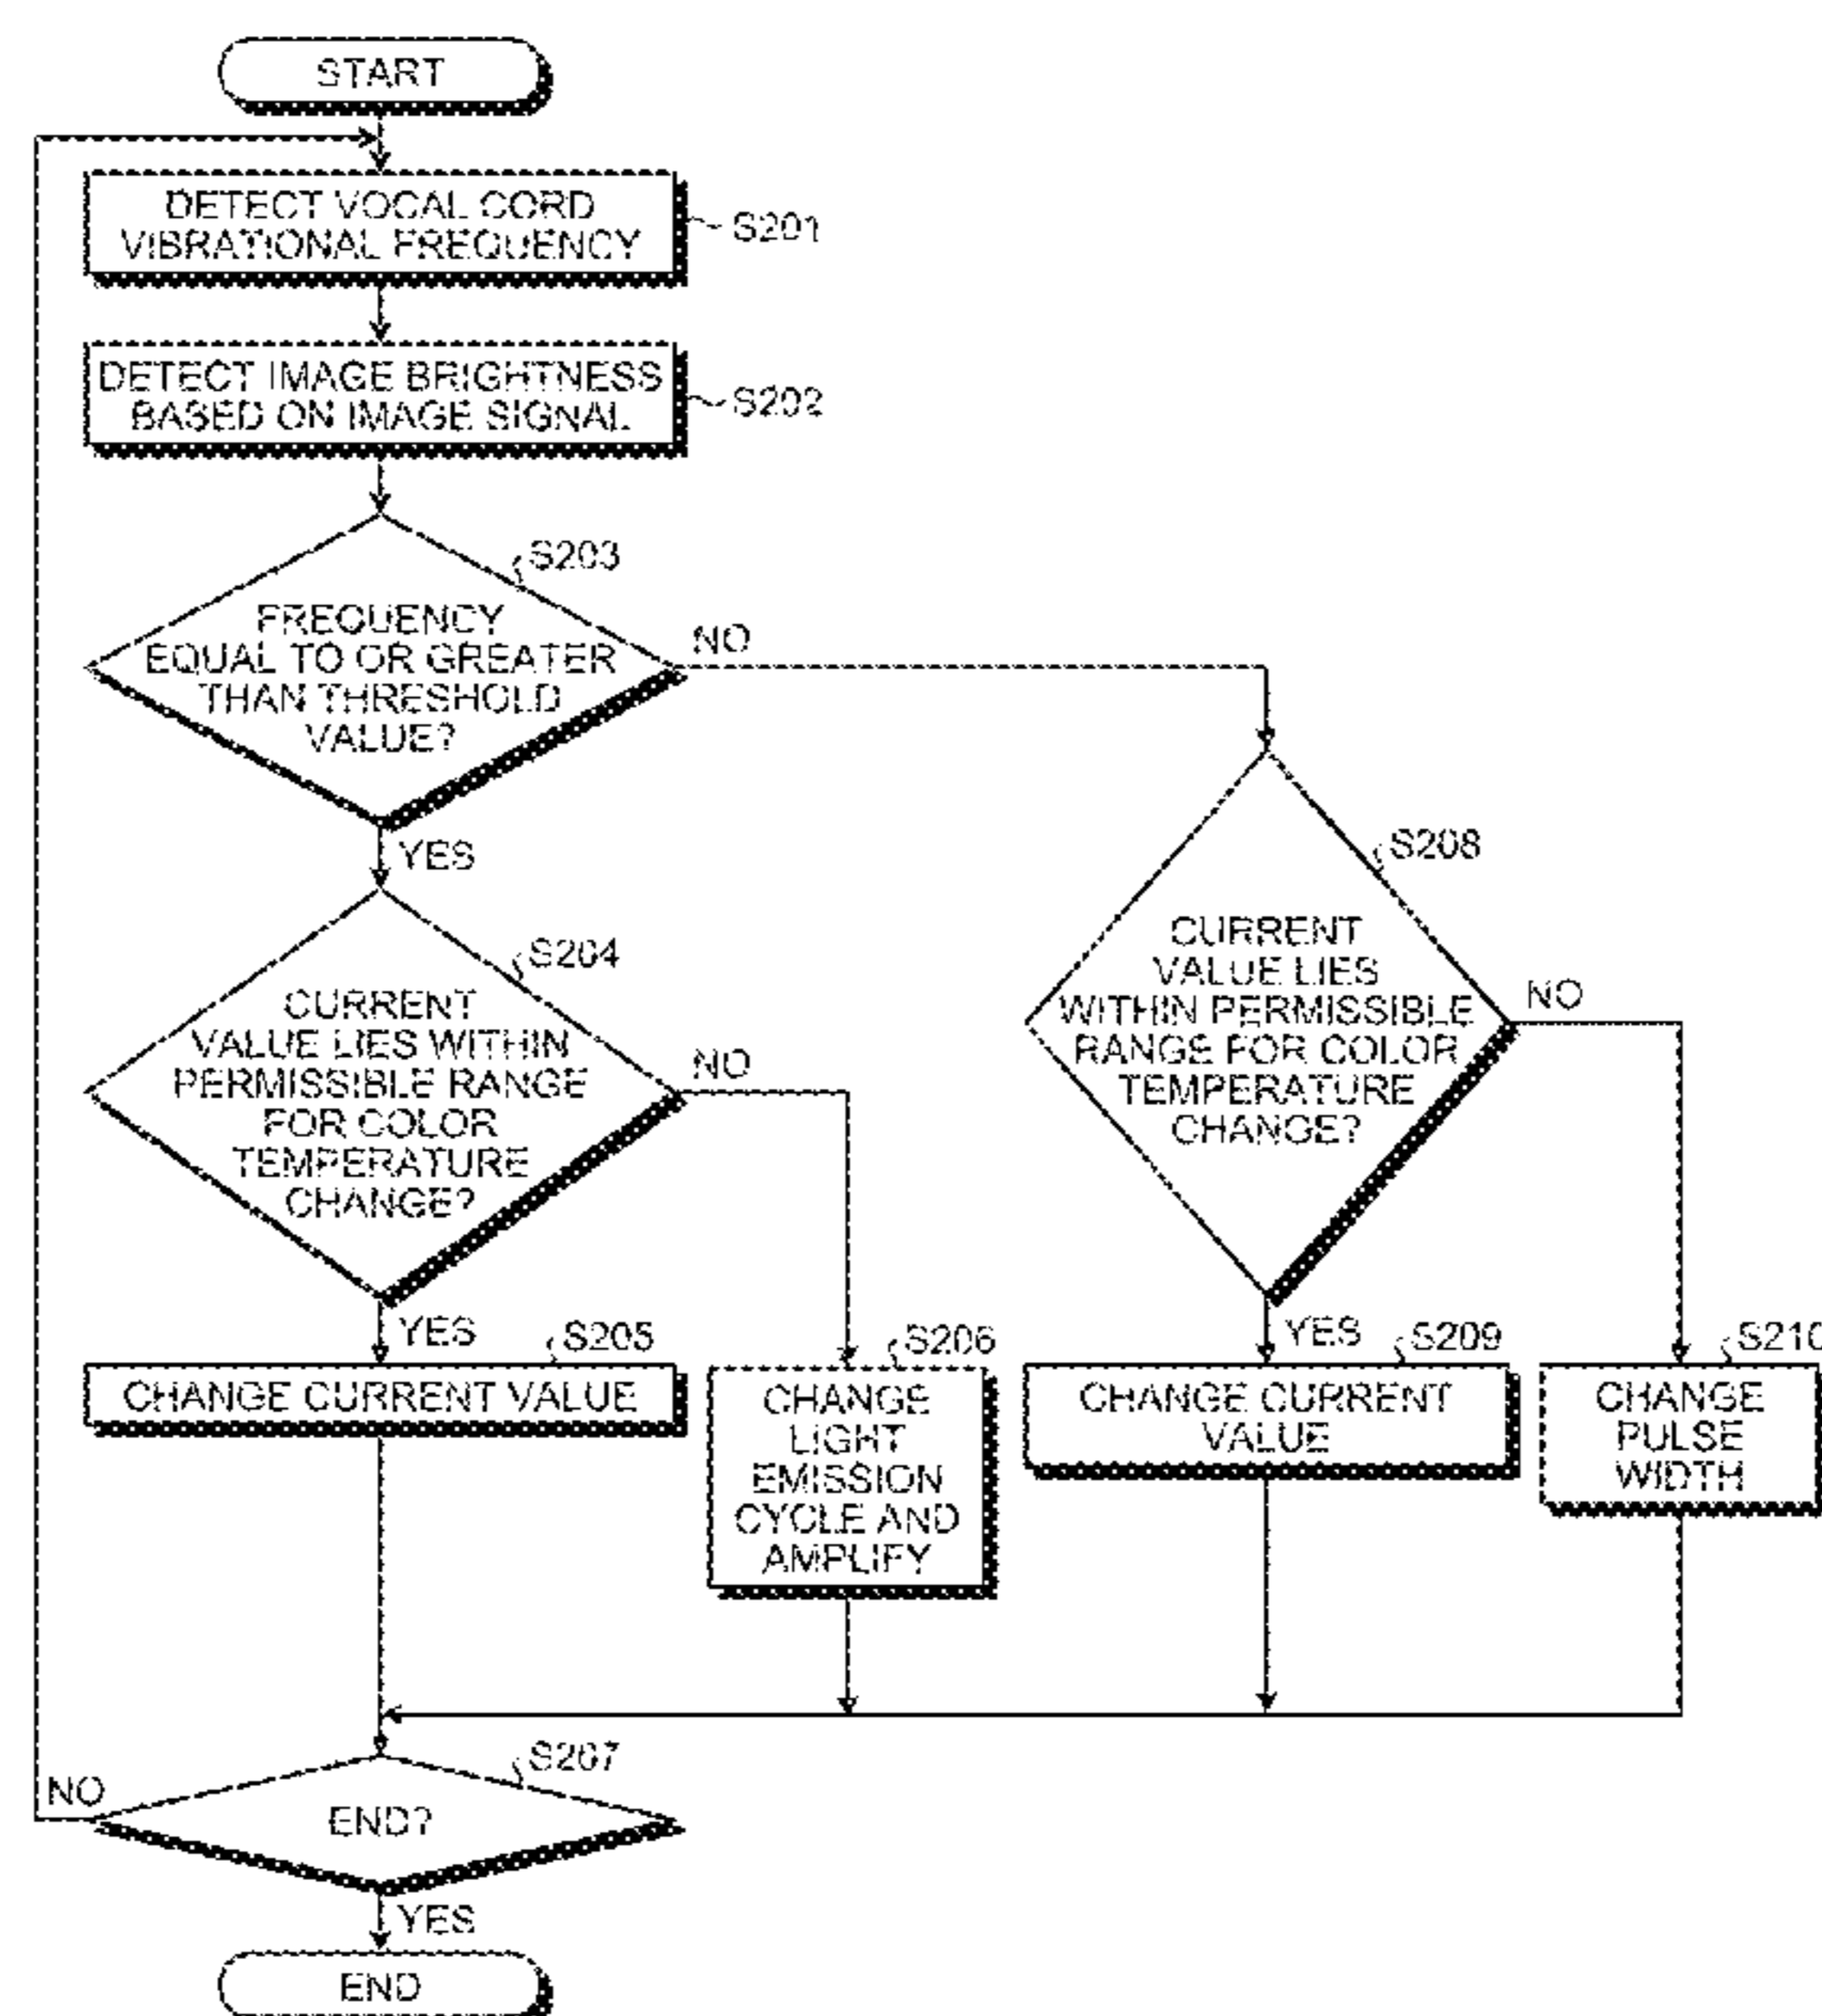 START
DETECT VOCAL CORD
VIBRATIONAL FREQUENCY
S201
DETECT IMAGE BRIGHTNESS
BASED ON IMAGE SIGNAL
S202
S203
FREQUENCY
EQUAL TO OR GREATER
THAN THRESHOLD
VALUE?
NO
YES
S204
CURRENT
VALUE LIES WITHIN
PERMISSIBLE RANGE
FOR COLOR
TEMPERATURE
CHANGE?
NO
YES
S208
CURRENT
VALUE LIES
WITHIN PERMISSIBLE
RANGE FOR COLOR
TEMPERATURE
CHANGE?
NO
YES
S205
CHANGE CURRENT VALUE
S206
CHANGE
LIGHT
EMISSION
CYCLE AND
AMPLIFY
S209
CHANGE CURRENT
VALUE
S210
CHANGE
PULSE
WIDTH
S207
END?
NO
YES
END